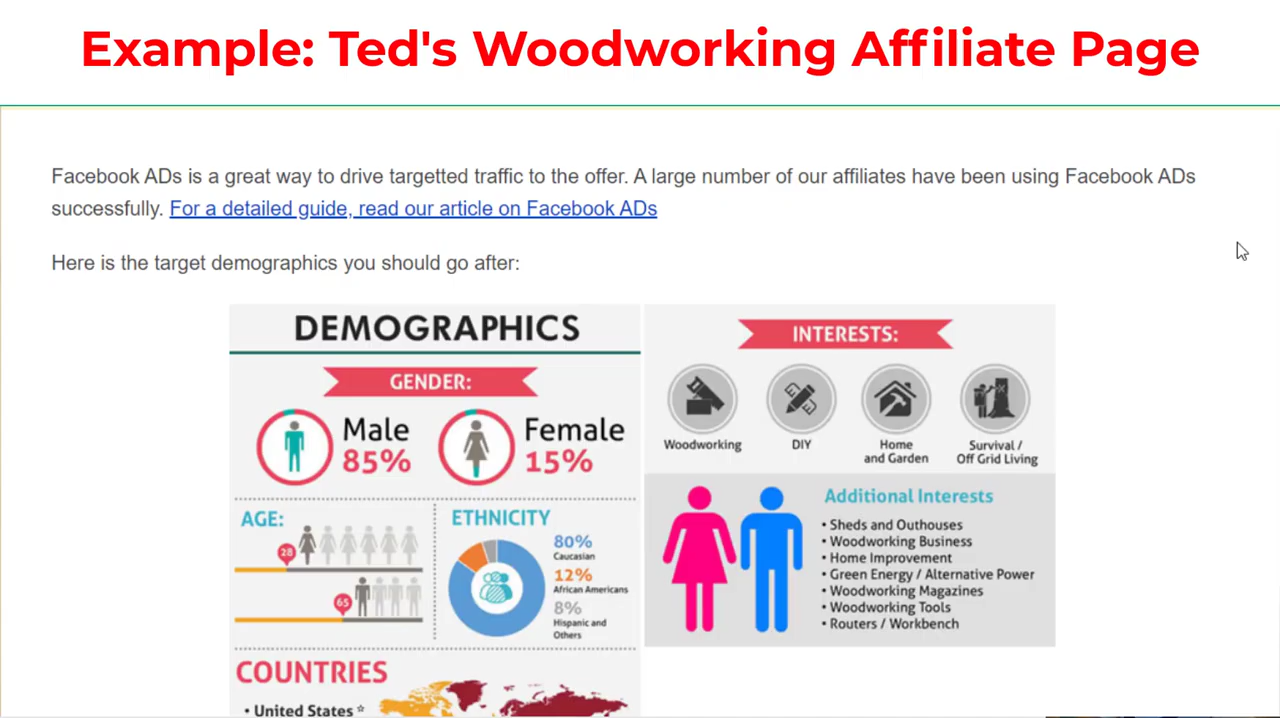 Example: Ted's Woodworking Affiliate Page
Facebook ADs is a great way to drive targetted traffic to the offer. A large number of our affiliates have been using Facebook ADs
successfully. For a detailed guide, read our article on Facebook ADs
Here is the target demographics you should go after:
DEMOGRAPHICS
GENDER:
Male
85%
Female
15%
AGE:
28
65
ETHNICITY
80%
Caucasian
12%
African Americans
8%
Hispanic and
Others
COUNTRIES
• United States ☆
INTERESTS:
Woodworking
DIY
Home
and Garden
Survival /
Off Grid Living
Additional Interests
• Sheds and Outhouses
• Woodworking Business
• Home Improvement
• Green Energy / Alternative Power
• Woodworking Magazines
• Woodworking Tools
• Routers / Workbench